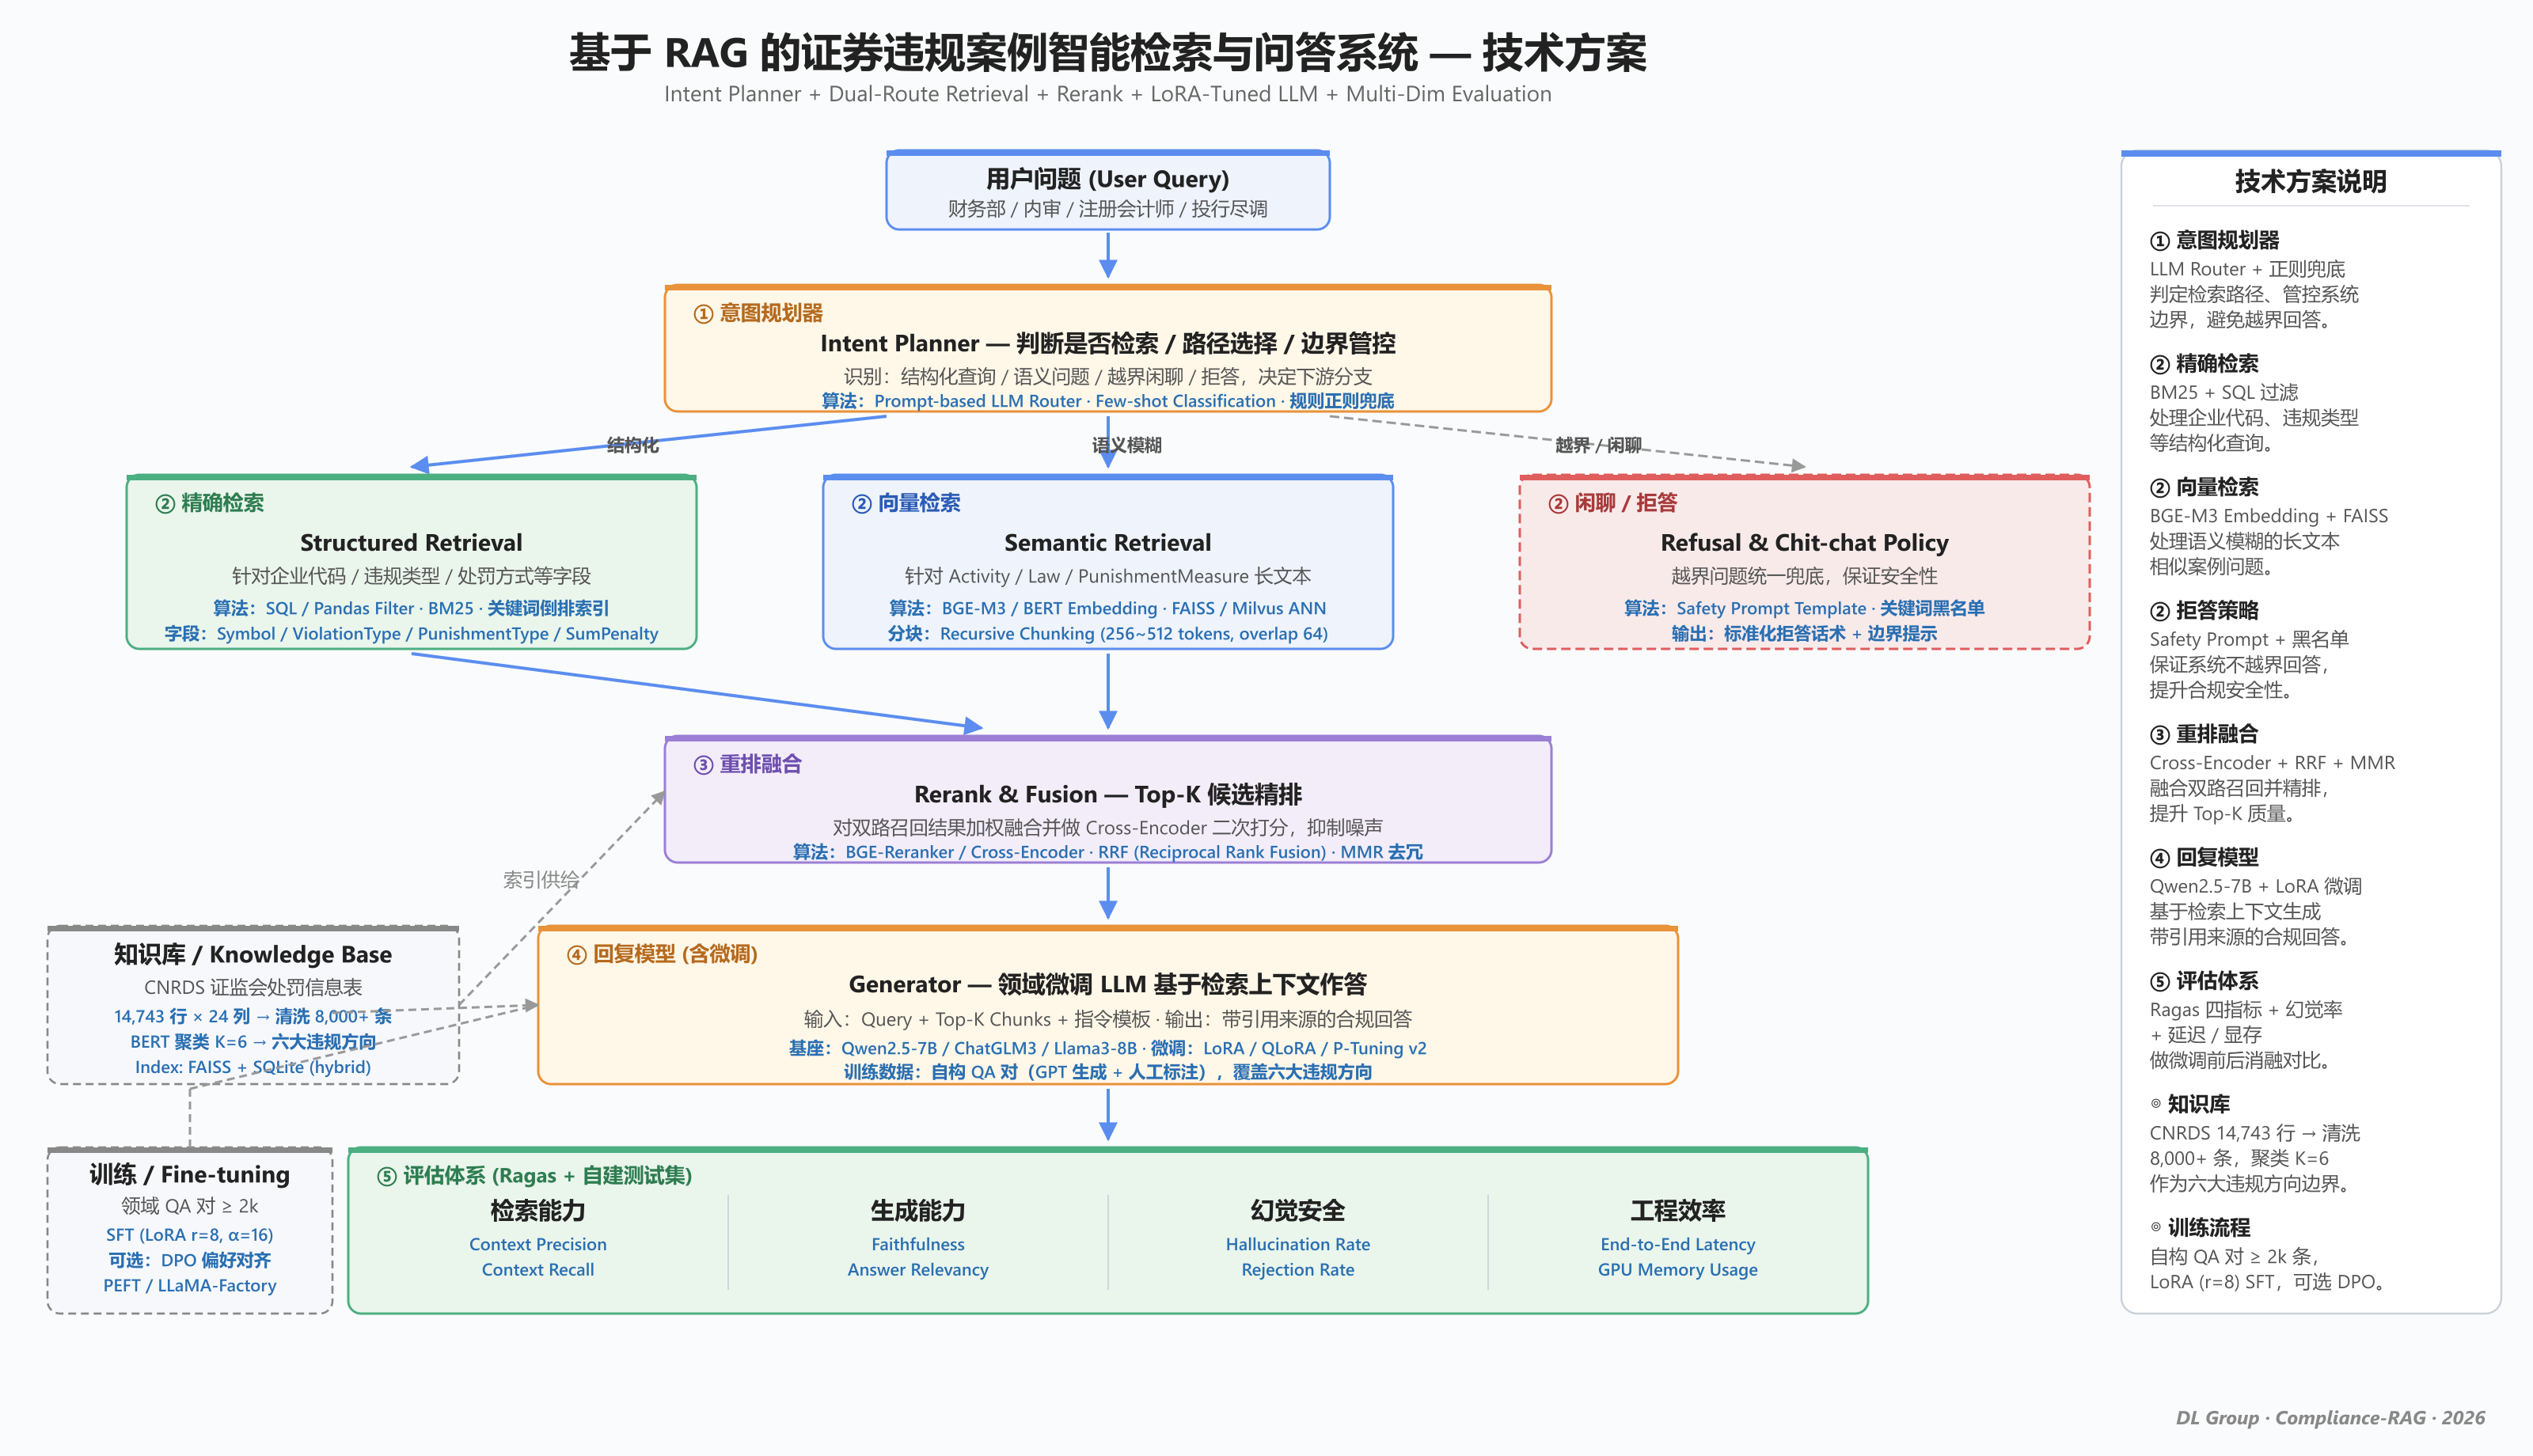 基于 RAG 的证券违规案例智能检索与问答系统 — 技术方案
Intent Planner + Dual-Route Retrieval + Rerank + LoRA-Tuned LLM + Multi-Dim Evaluation
用户问题 (User Query)
财务部 / 内审 / 注册会计师 / 投行尽调
① 意图规划器
Intent Planner — 判断是否检索 / 路径选择 / 边界管控
识别：结构化查询 / 语义问题 / 越界闲聊 / 拒答，决定下游分支
算法：Prompt-based LLM Router · Few-shot Classification · 规则正则兜底
结构化
语义模糊
越界 / 闲聊
② 精确检索
Structured Retrieval
针对企业代码 / 违规类型 / 处罚方式等字段
算法：SQL / Pandas Filter · BM25 · 关键词倒排索引
字段：Symbol / ViolationType / PunishmentType / SumPenalty
② 向量检索
Semantic Retrieval
针对 Activity / Law / PunishmentMeasure 长文本
算法：BGE-M3 / BERT Embedding · FAISS / Milvus ANN
分块：Recursive Chunking (256~512 tokens, overlap 64)
② 闲聊 / 拒答
Refusal & Chit-chat Policy
越界问题统一兜底，保证安全性
算法：Safety Prompt Template · 关键词黑名单
输出：标准化拒答话术 + 边界提示
③ 重排融合
Rerank & Fusion — Top-K 候选精排
对双路召回结果加权融合并做 Cross-Encoder 二次打分，抑制噪声
算法：BGE-Reranker / Cross-Encoder · RRF (Reciprocal Rank Fusion) · MMR 去冗
索引供给
知识库 / Knowledge Base
CNRDS 证监会处罚信息表
14,743 行 × 24 列 → 清洗 8,000+ 条
BERT 聚类 K=6 → 六大违规方向
Index: FAISS + SQLite (hybrid)
④ 回复模型 (含微调)
Generator — 领域微调 LLM 基于检索上下文作答
输入：Query + Top-K Chunks + 指令模板 · 输出：带引用来源的合规回答
基座：Qwen2.5-7B / ChatGLM3 / Llama3-8B · 微调：LoRA / QLoRA / P-Tuning v2
训练数据：自构 QA 对（GPT 生成 + 人工标注），覆盖六大违规方向
训练 / Fine-tuning
领域 QA 对 ≥ 2k
SFT (LoRA r=8, α=16)
可选：DPO 偏好对齐
PEFT / LLaMA-Factory
⑤ 评估体系 (Ragas + 自建测试集)
检索能力
Context Precision
Context Recall
生成能力
Faithfulness
Answer Relevancy
幻觉安全
Hallucination Rate
Rejection Rate
工程效率
End-to-End Latency
GPU Memory Usage
技术方案说明
① 意图规划器
LLM Router + 正则兜底
判定检索路径、管控系统
边界，避免越界回答。
② 精确检索
BM25 + SQL 过滤
处理企业代码、违规类型
等结构化查询。
② 向量检索
BGE-M3 Embedding + FAISS
处理语义模糊的长文本
相似案例问题。
② 拒答策略
Safety Prompt + 黑名单
保证系统不越界回答，
提升合规安全性。
③ 重排融合
Cross-Encoder + RRF + MMR
融合双路召回并精排，
提升 Top-K 质量。
④ 回复模型
Qwen2.5-7B + LoRA 微调
基于检索上下文生成
带引用来源的合规回答。
⑤ 评估体系
Ragas 四指标 + 幻觉率
+ 延迟 / 显存
做微调前后消融对比。
⌾ 知识库
CNRDS 14,743 行 → 清洗
8,000+ 条，聚类 K=6
作为六大违规方向边界。
⌾ 训练流程
自构 QA 对 ≥ 2k 条，
LoRA (r=8) SFT，可选 DPO。
DL Group · Compliance-RAG · 2026